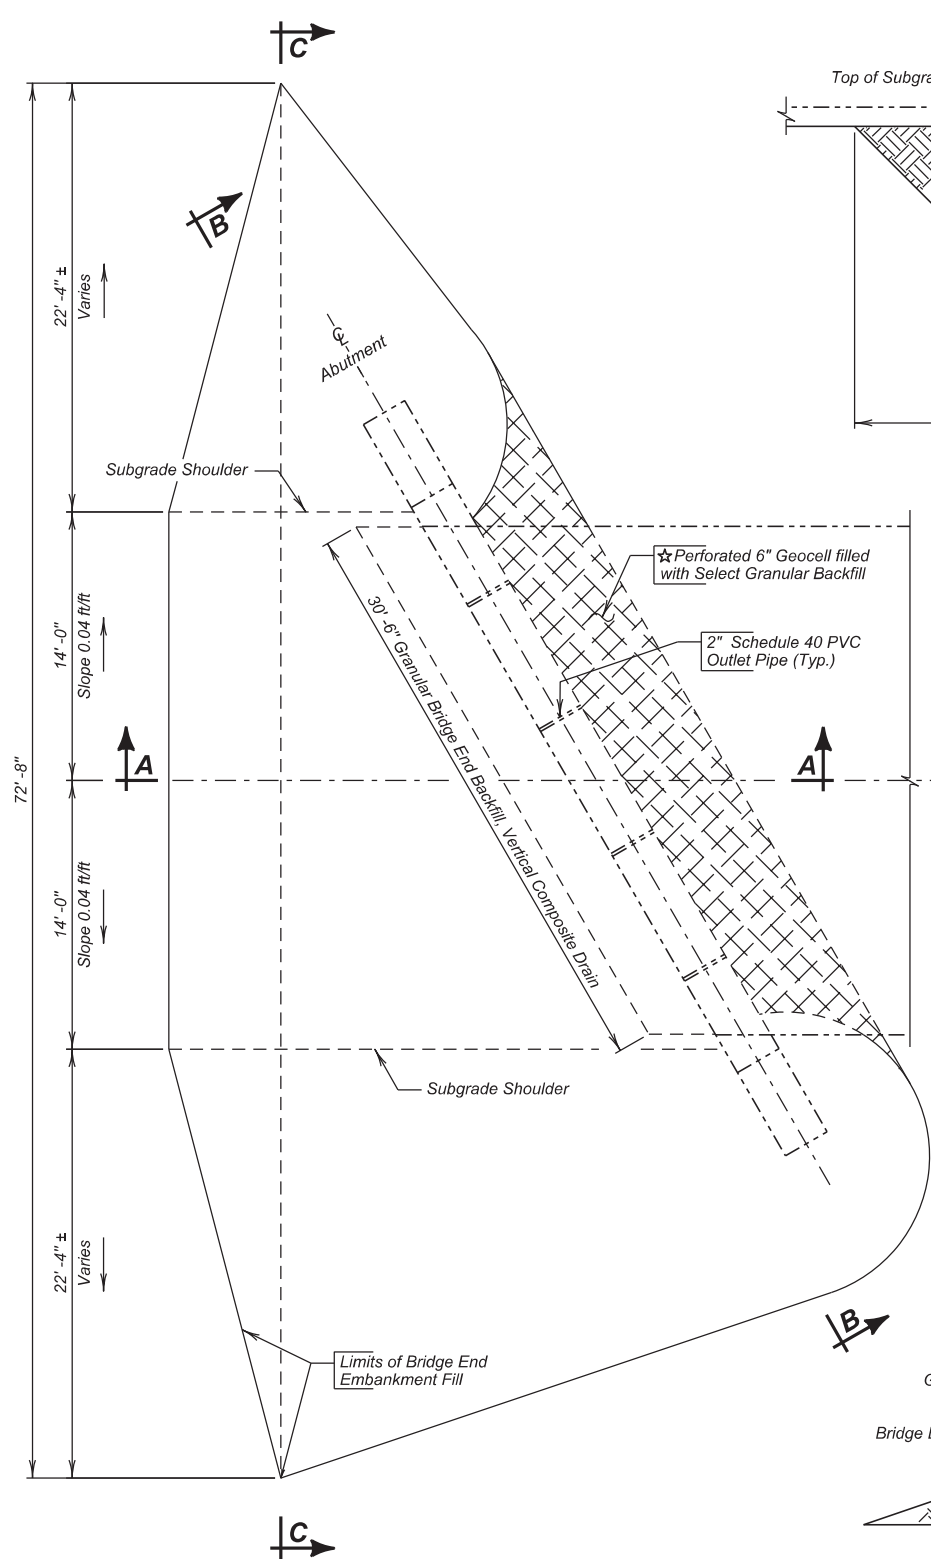 C
Top of Subgra
B
22'-4" ±
Varies
℄
Abutment
Subgrade Shoulder
☆Perforated 6" Geocell filled
with Select Granular Backfill
14'-0"
Slope 0.04 ft/ft
30'-6" Granular Bridge End Backfill, Vertical Composite Drain
2" Schedule 40 PVC
Outlet Pipe (Typ.)
72'-8"
A
A
14'-0"
Slope 0.04 ft/ft
Subgrade Shoulder
22'-4" ±
Varies
B
Limits of Bridge End
Embankment Fill
G
Bridge
C